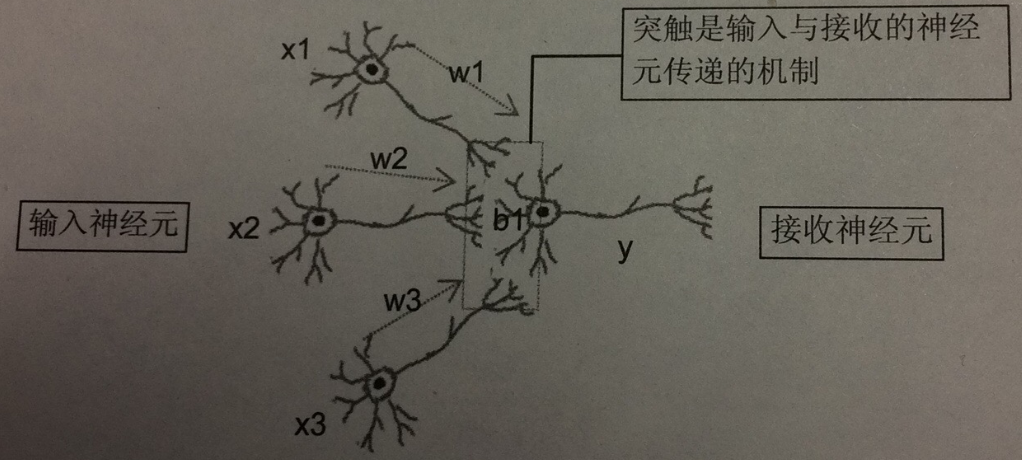 x1
w1
突触是输入与接收的神经
元传递的机制
w2
输入神经元
x2
b1
y
接收神经元
w3
x3